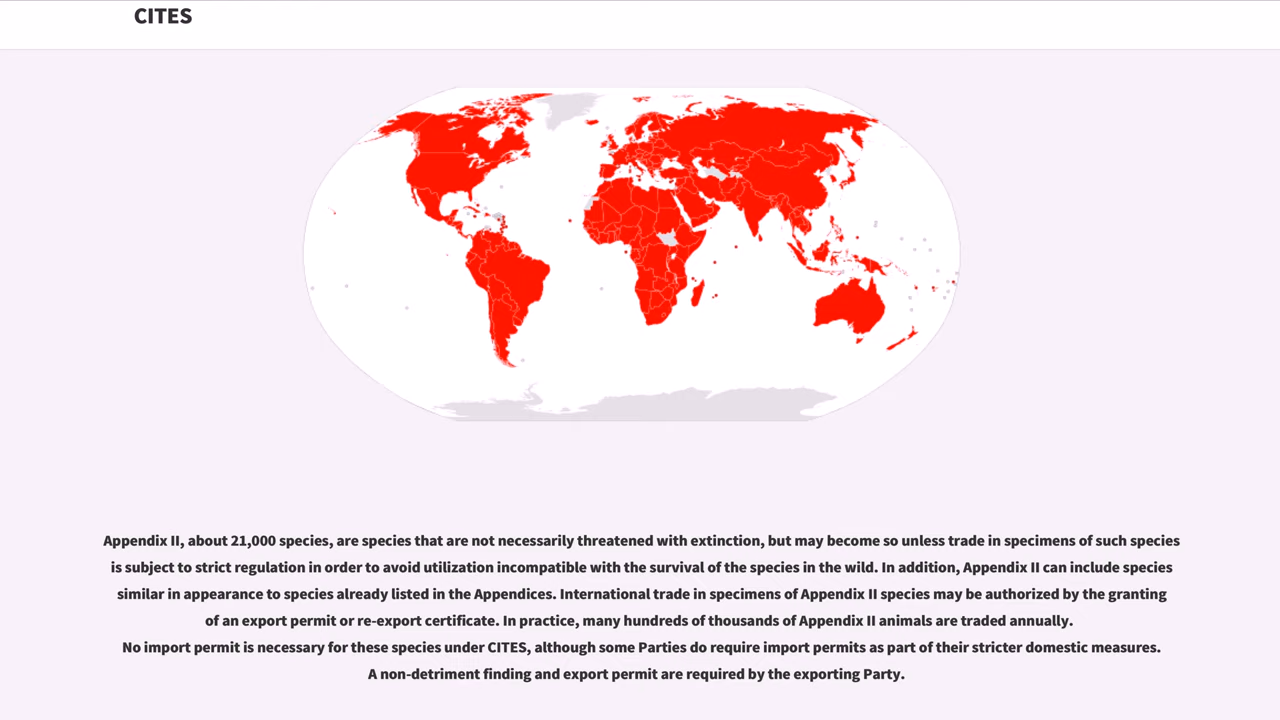 CITES
Appendix II, about 21,000 species, are species that are not necessarily threatened with extinction, but may become so unless trade in specimens of such species
is subject to strict regulation in order to avoid utilization incompatible with the survival of the species in the wild. In addition, Appendix II can include species
similar in appearance to species already listed in the Appendices. International trade in specimens of Appendix II species may be authorized by the granting
of an export permit or re-export certificate. In practice, many hundreds of thousands of Appendix II animals are traded annually.
No import permit is necessary for these species under CITES, although some Parties do require import permits as part of their stricter domestic measures.
A non-detriment finding and export permit are required by the exporting Party.